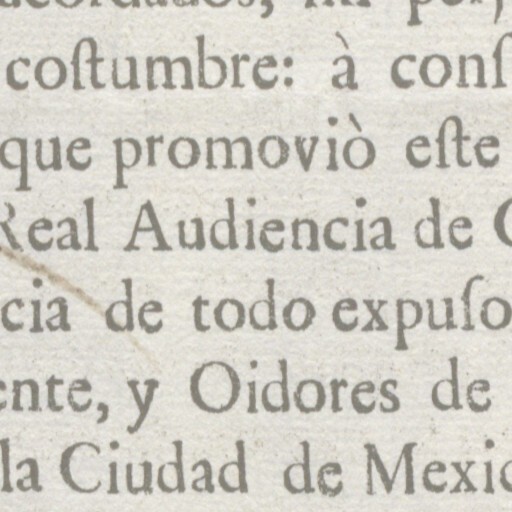 coſtumbre: à conſ
que promoviò eſte
Real Audiencia de
cia de todo expuſo
ente, y Oidores de
la Ciudad de Mexic